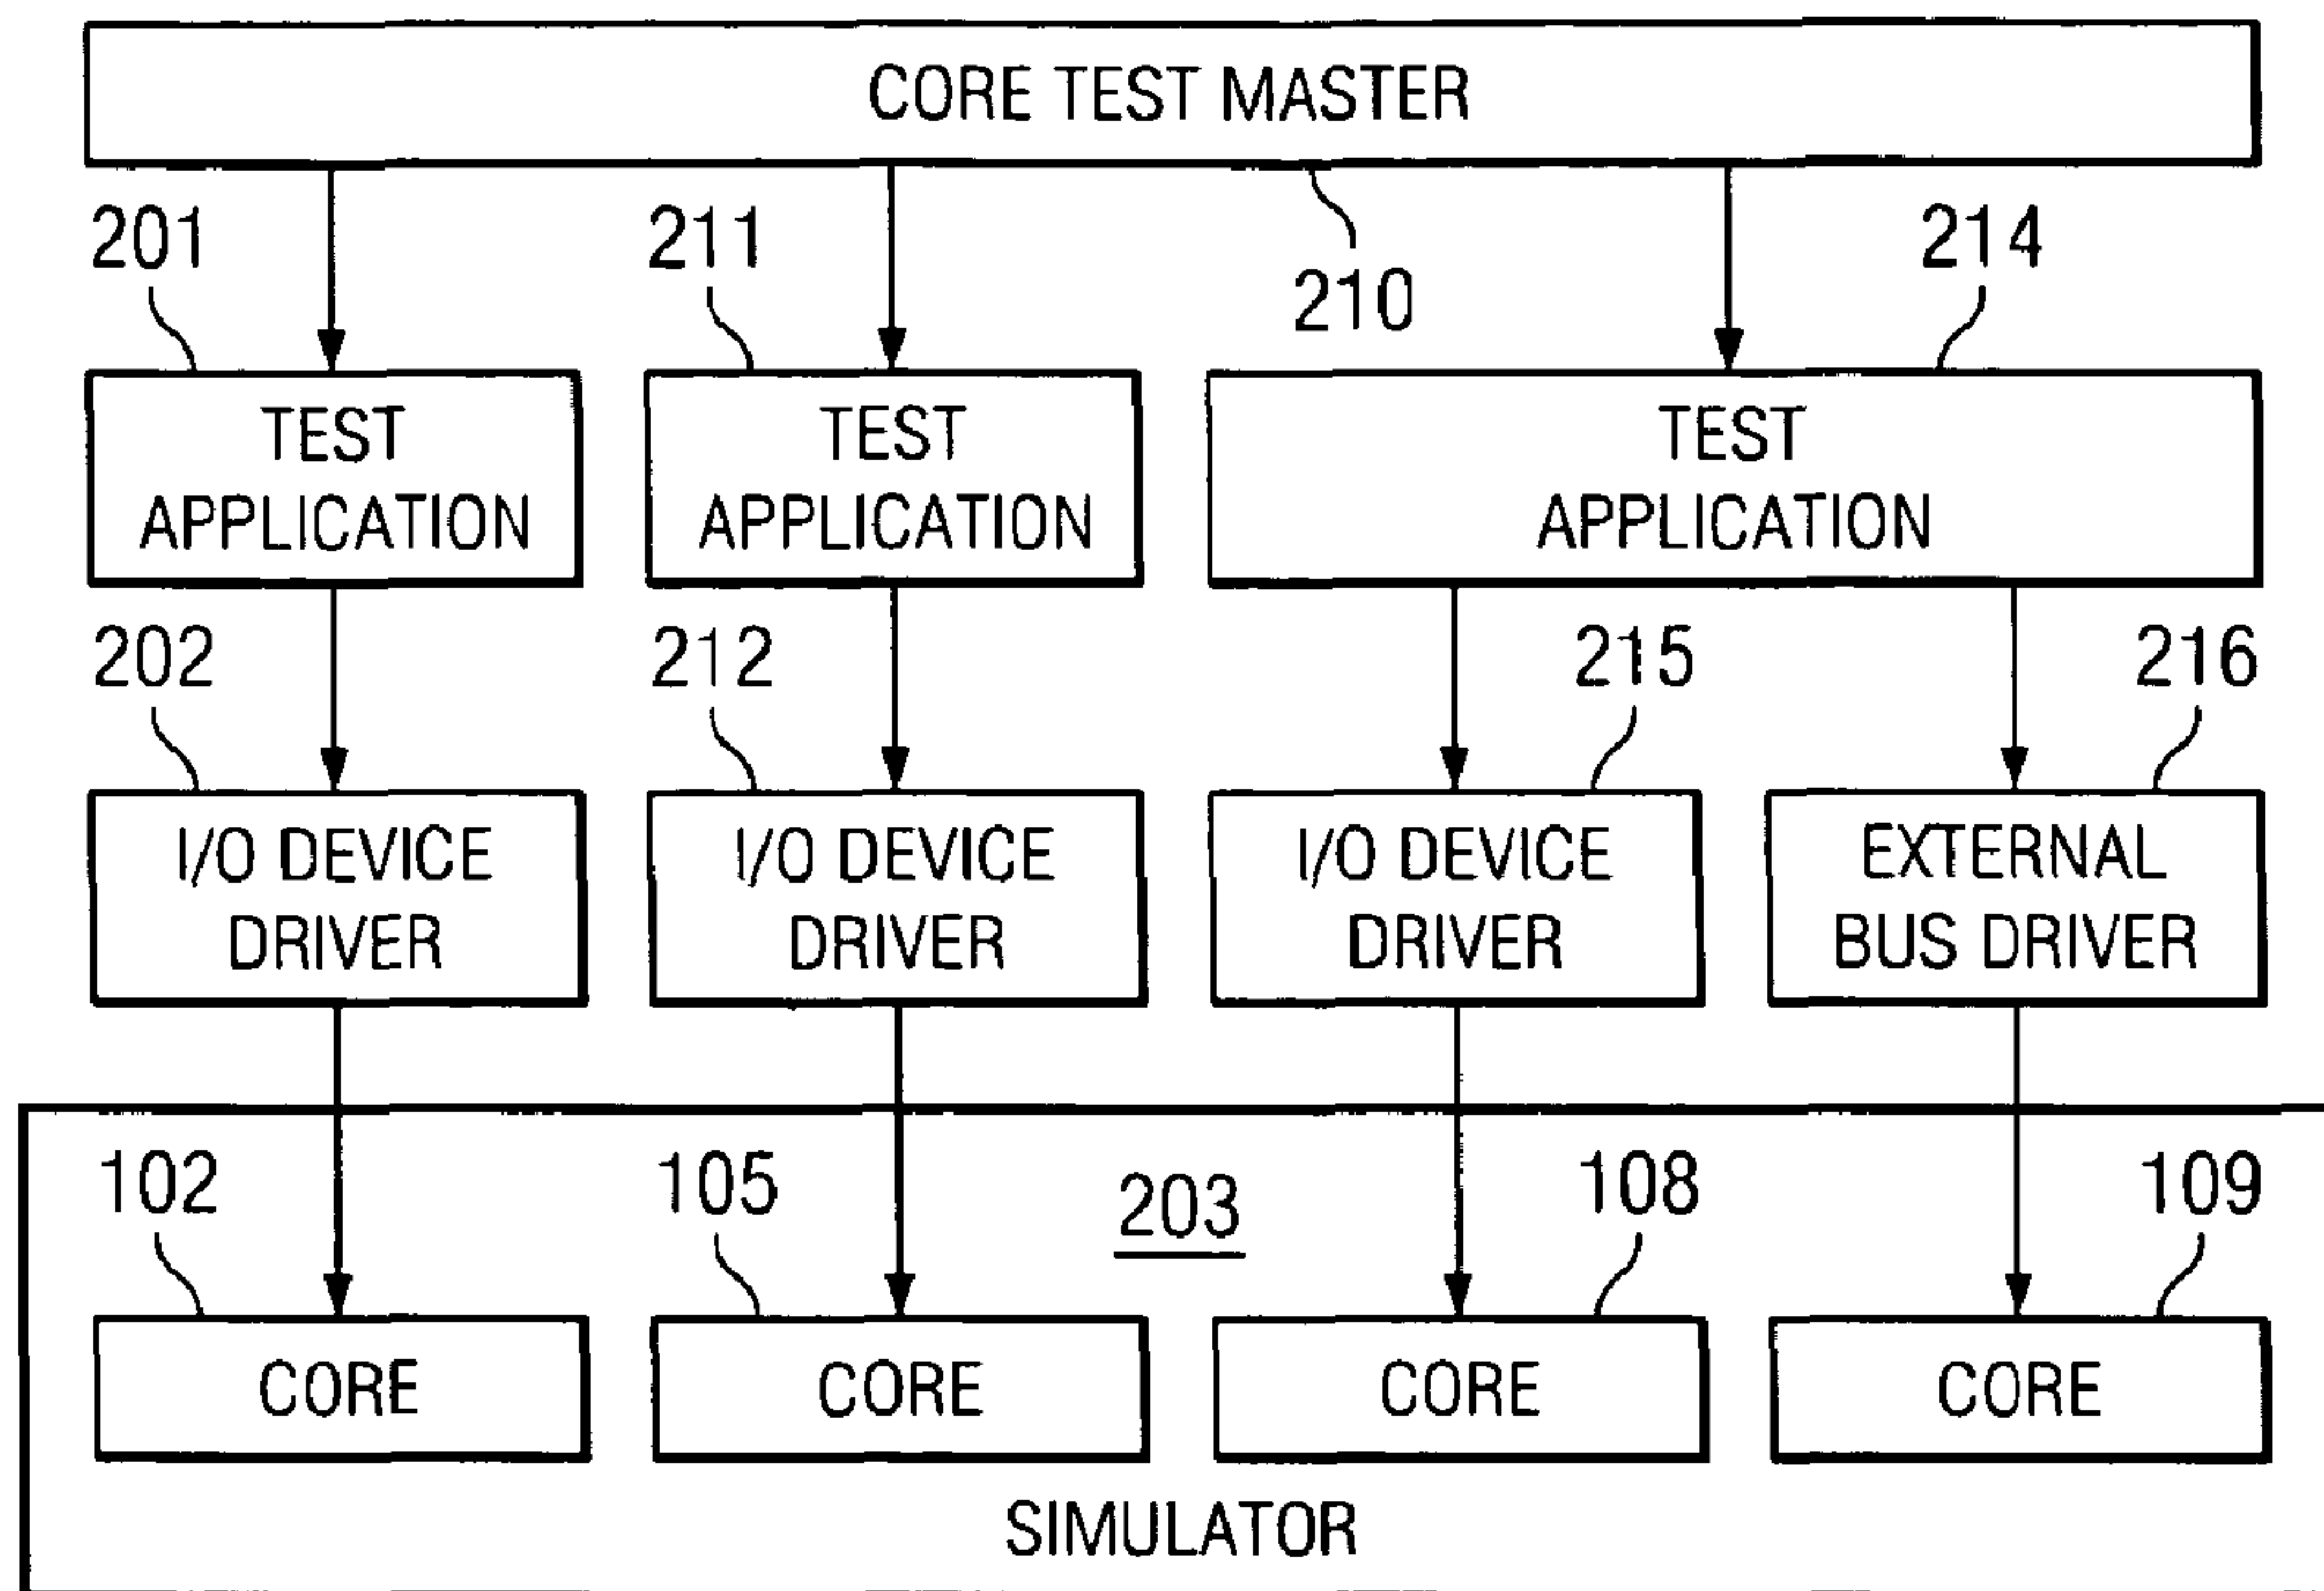 CORE TEST MASTER
201
211
210
214
TEST
APPLICATION
TEST
APPLICATION
TEST
APPLICATION
202
212
215
216
I/O DEVICE
DRIVER
I/O DEVICE
DRIVER
I/O DEVICE
DRIVER
EXTERNAL
BUS DRIVER
102
105
203
108
109
CORE
CORE
CORE
CORE
SIMULATOR